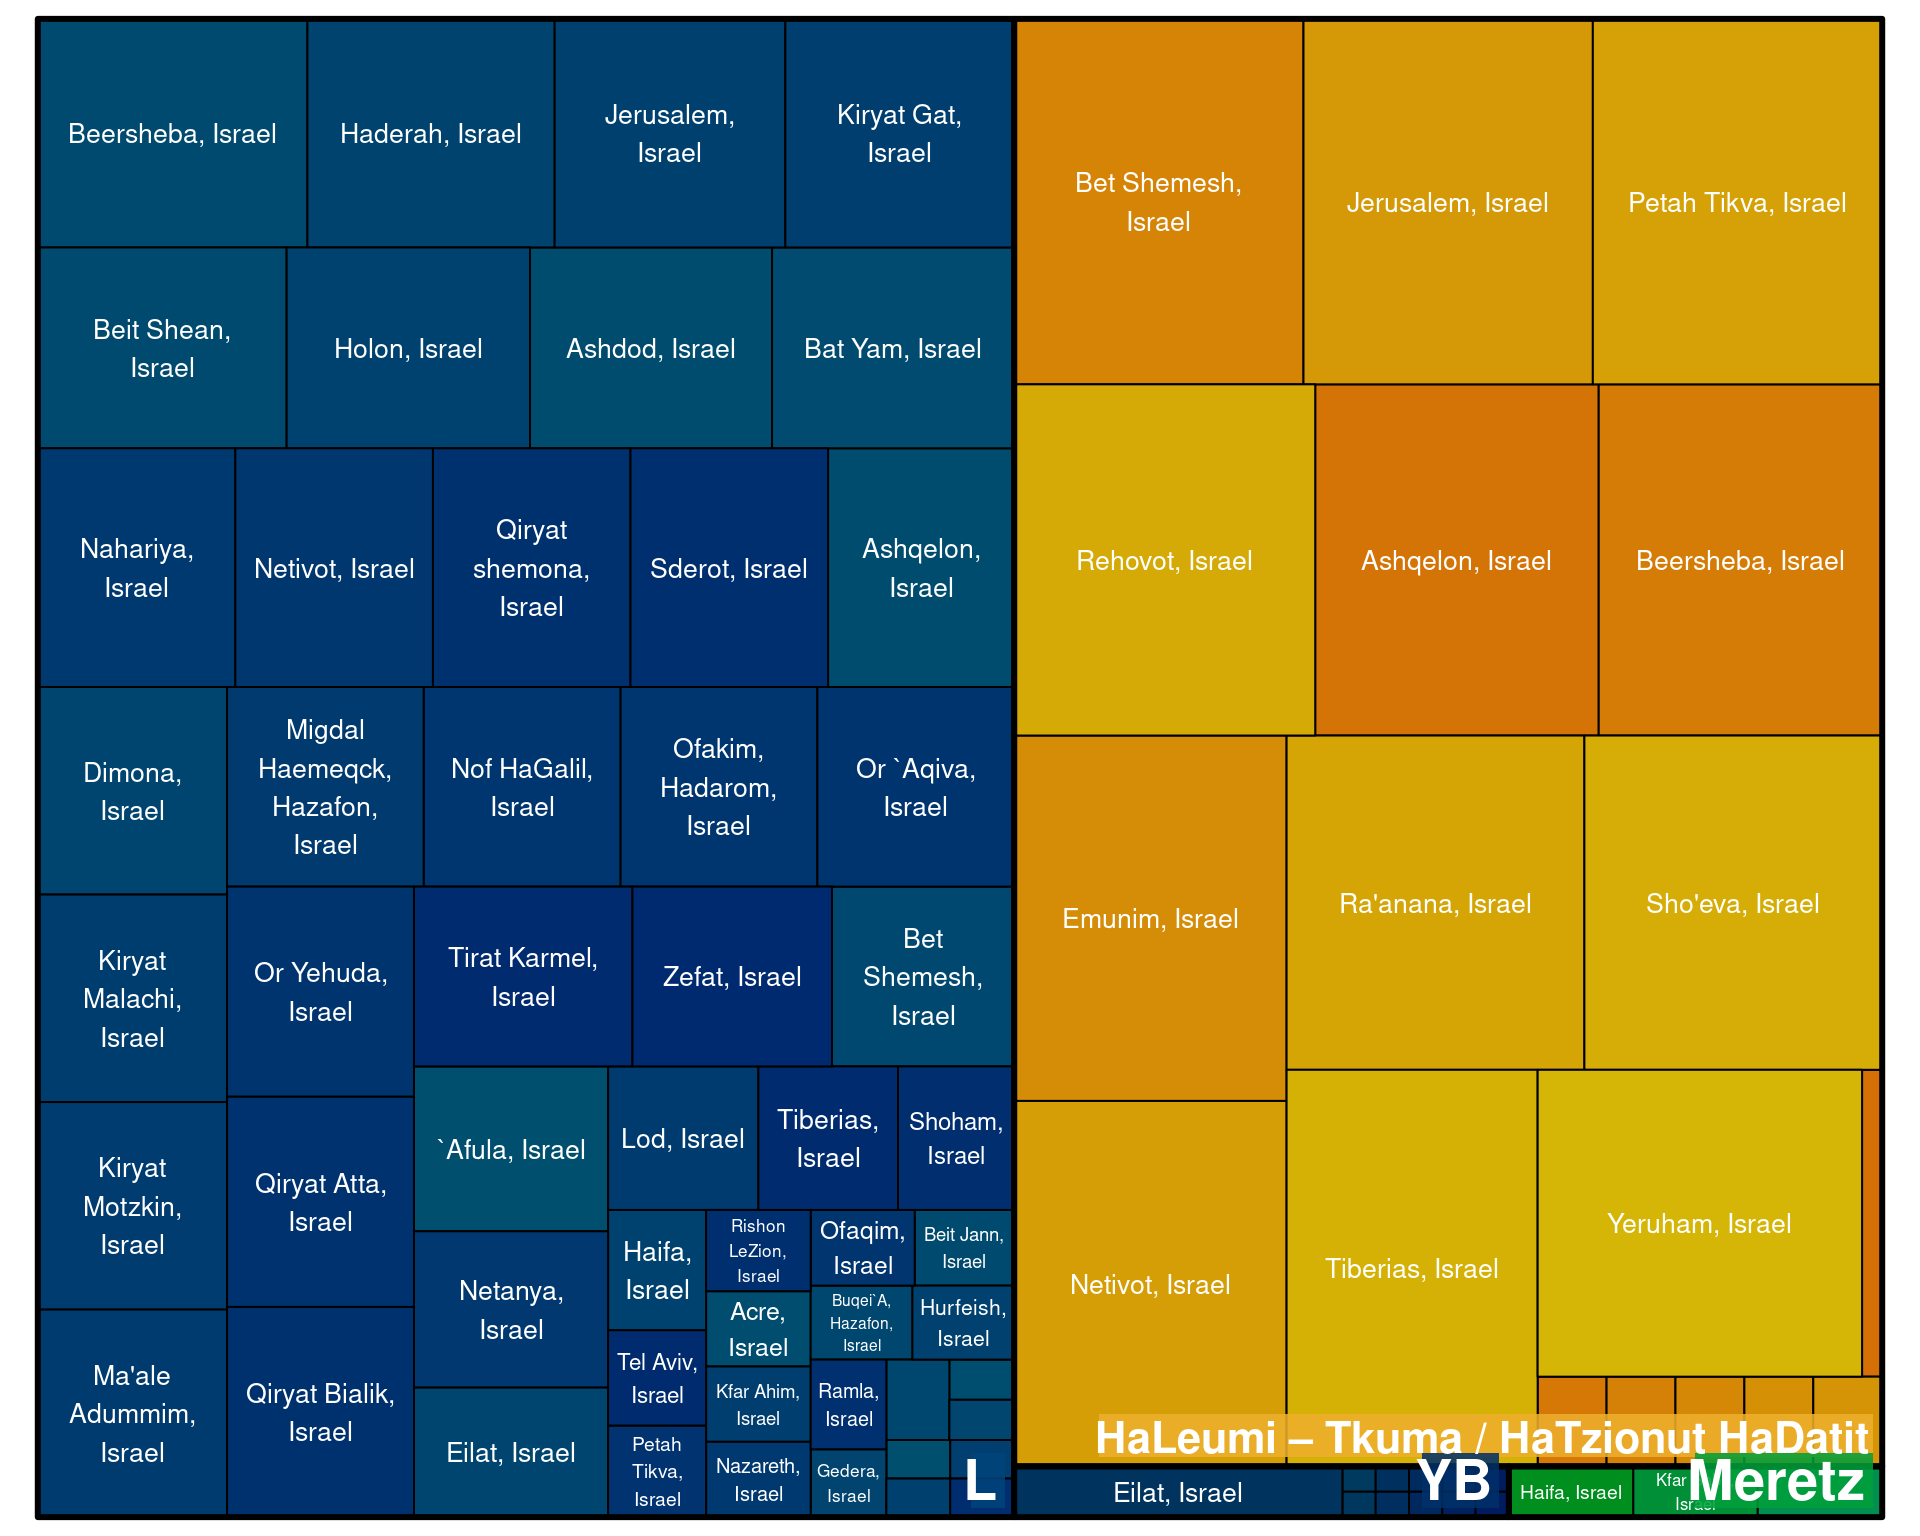 Beersheba, Israel
Haderah, Israel
Jerusalem,
Israel
Kiryat Gat,
Israel
Beit Shean,
Israel
Holon, Israel
Ashdod, Israel
Bat Yam, Israel
Nahariya,
Israel
Netivot, Israel
Qiryat
shemona,
Israel
Sderot, Israel
Ashqelon,
Israel
Dimona,
Israel
Migdal
Haemeqck,
Hazafon,
Israel
Nof HaGalil,
Israel
Ofakim,
Hadarom,
Israel
Or `Aqiva,
Israel
Kiryat
Malachi,
Israel
Or Yehuda,
Israel
Tirat Karmel,
Israel
Zefat, Israel
Bet
Shemesh,
Israel
Kiryat
Motzkin,
Israel
Qiryat Atta,
Israel
`Afula, Israel
Lod, Israel
Tiberias,
Israel
Shoham,
Israel
Ma'ale
Adummim,
Israel
Qiryat Bialik,
Israel
Netanya,
Israel
Eilat, Israel
Haifa,
Israel
Rishon
LeZion,
Israel
Ofaqim,
Israel
Beit Jann,
Israel
Tel Aviv,
Israel
Acre,
Israel
Buqei`A,
Hazafon,
Israel
Hurfeish,
Israel
Petah
Tikva,
Israel
Kfar Ahim,
Israel
Ramla,
Israel
Nazareth,
Israel
Gedera,
Israel
L
Bet Shemesh,
Israel
Jerusalem, Israel
Petah Tikva, Israel
Rehovot, Israel
Ashqelon, Israel
Beersheba, Israel
Emunim, Israel
Ra'anana, Israel
Sho'eva, Israel
Netivot, Israel
Tiberias, Israel
Yeruham, Israel
HaLeumi – Tkuma / HaTzionut HaDatit
Eilat, Israel
YB
Haifa, Israel
Kfar
Israel
Meretz